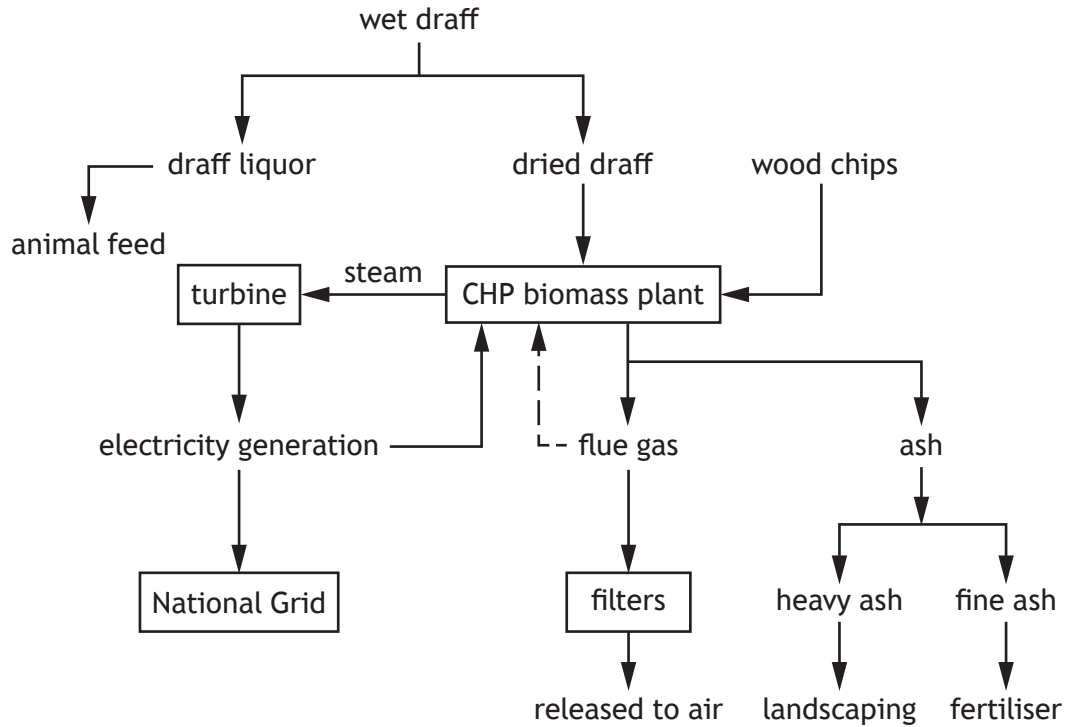 wet draff
draff liquor
dried draff
wood chips
animal feed
steam
turbine
CHP biomass plant
electricity generation
flue gas
ash
National Grid
filters
heavy ash
fine ash
released to air
landscaping
fertiliser